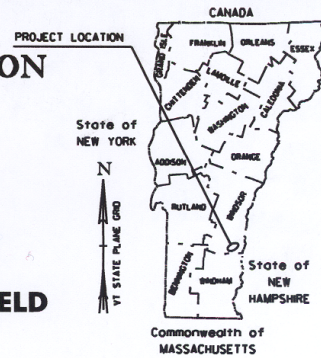 CANADA
PROJECT LOCATION
ON
GRAND ISLE
FRANKLIN
ORLEANS
ESSEX
LAMOILLE
CHITTENDEN
CALEDONIA
WASHINGTON
State of
NEW YORK
ADDISON
ORANGE
N
VT STATE PLANE GRID
RUTLAND
WINDSOR
BENNINGTON
WINDHAM
State of
NEW
HAMPSHIRE
ELD
Commonwealth of
MASSACHUSETTS